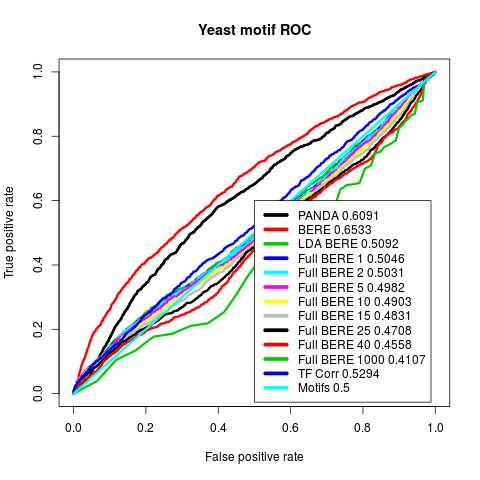 Yeast motif ROC
True positive rate
1.0
0.8
0.6
0.4
0.2
0.0
PANDA 0.6091
BERE 0.6533
LDA BERE 0.5092
Full BERE 1 0.5046
Full BERE 2 0.5031
Full BERE 5 0.4982
Full BERE 10 0.4903
Full BERE 15 0.4831
Full BERE 25 0.4708
Full BERE 40 0.4558
Full BERE 1000 0.4107
TF Corr 0.5294
Motifs 0.5
0.0 0.2 0.4 0.6 0.8 1.0
False positive rate